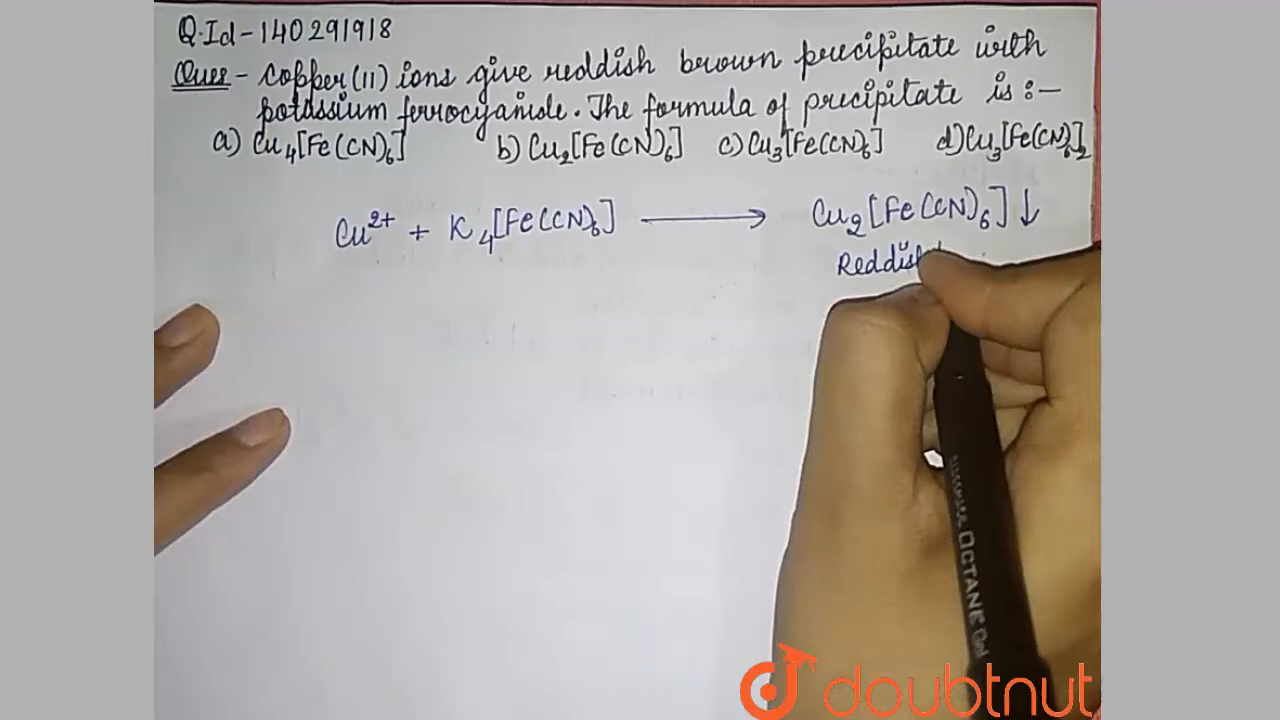 Q.Id-140291918
Ques - Copper(II) ions give reddish brown precipitate with
potassium ferrocyanide. The formula of precipitate is :-
a) Cu4[Fe(CN)6] b) Cu2[Fe(CN)6] c) Cu3[Fe(CN)6] d) Cu3[Fe(CN)6]2
Cu2+ + K4[Fe(CN)6] ⟶ Cu2[Fe(CN)6]↓
Reddish
OCTANE Gel
doubtnut